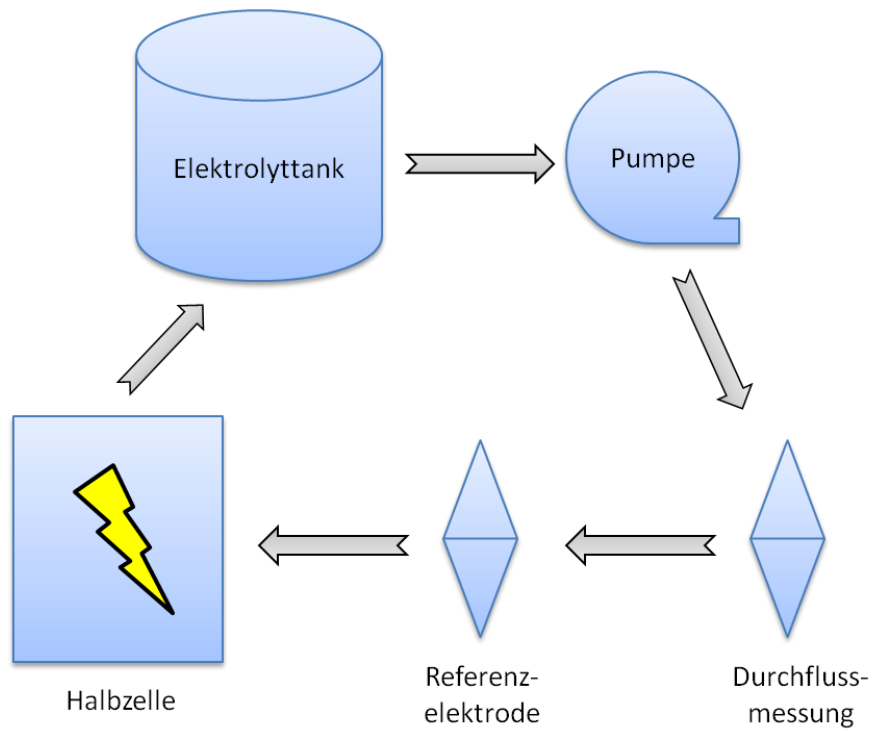 Elektrolyttank
Pumpe
Halbzelle
Referenz-
elektrode
Durchfluss-
messung